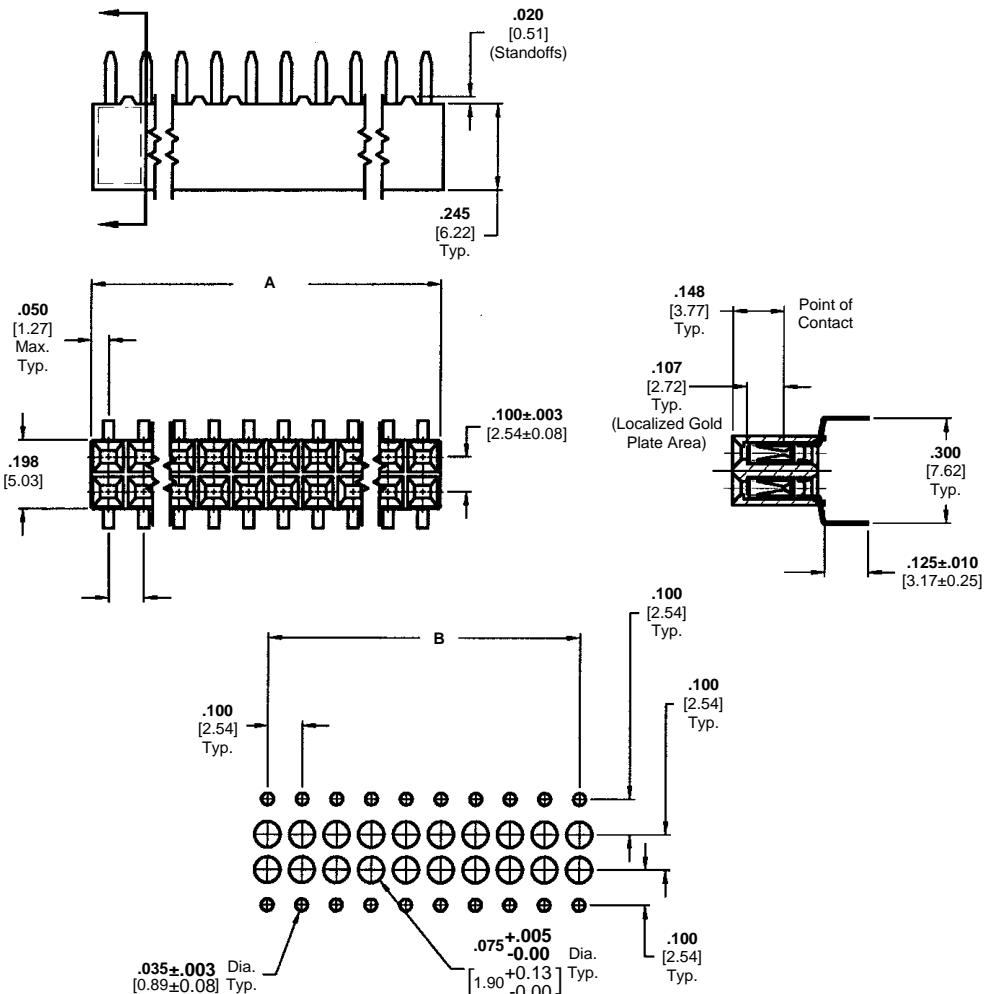 .020
[0.51]
(Standoffs)
.245
[6.22]
Typ.
A
.050
[1.27]
Max.
Typ.
.198
[5.03]
.100±.003
[2.54±0.08]
.148
[3.77]
Typ.
Point of
Contact
.107
[2.72]
Typ.
(Localized Gold
Plate Area)
.300
[7.62]
Typ.
.125±.010
[3.17±0.25]
B
.100
[2.54]
Typ.
.100
[2.54]
Typ.
.100
[2.54]
Typ.
.035±.003 Dia.
[0.89±0.08] Typ.
.075 +.005 Dia.
-0.00 Typ.
[1.90 +0.13
-0.00]
.100
[2.54]
Typ.